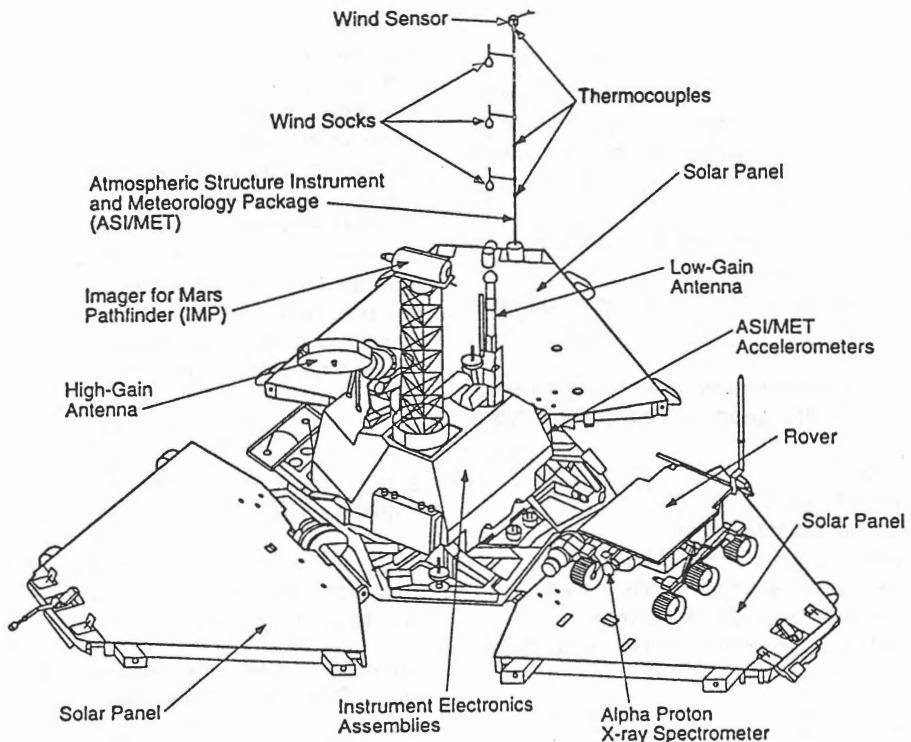 Wind Sensor
Thermocouples
Wind Socks
Atmospheric Structure Instrument
and Meteorology Package
(ASI/MET)
Solar Panel
Low-Gain
Antenna
Imager for Mars
Pathfinder (IMP)
ASI/MET
Accelerometers
High-Gain
Antenna
Rover
Solar Panel
Solar Panel
Instrument Electronics
Assemblies
Alpha Proton
X-ray Spectrometer